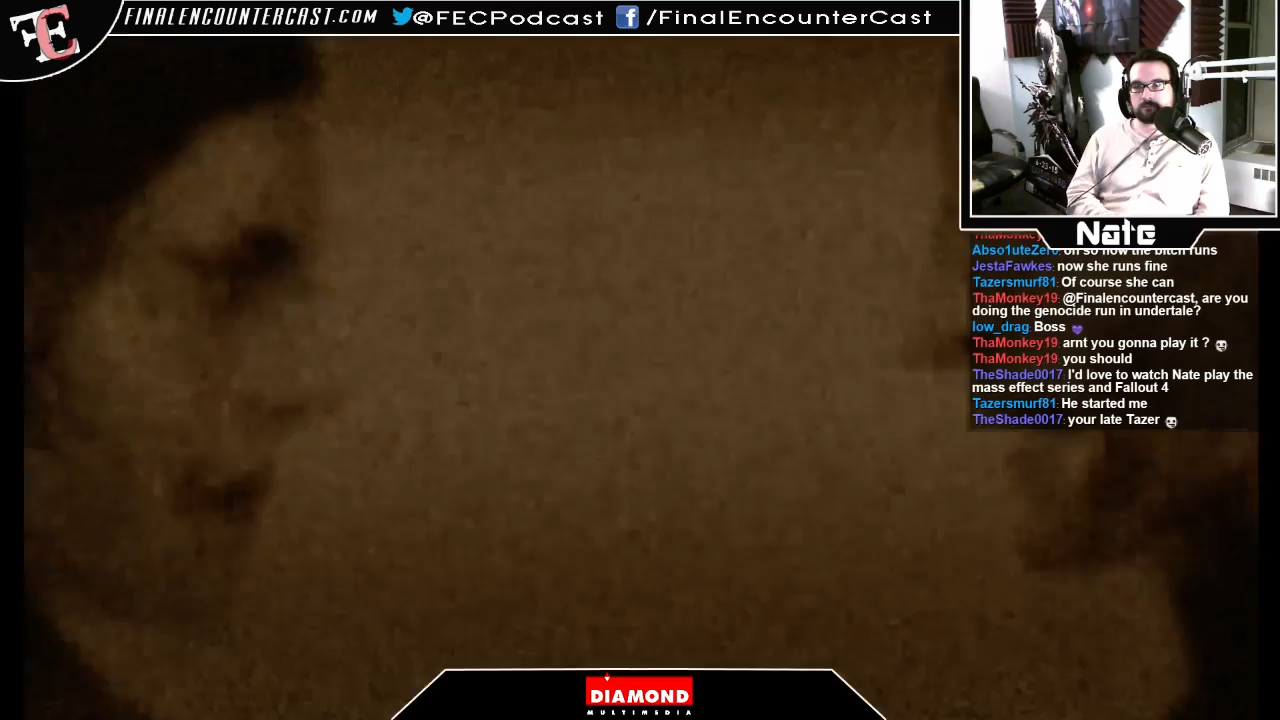 FC
FINALENCOUNTERCAST.COM @FECPodcast /FinalEncounterCast
Nate
ThaMonkey
Abso1uteZero: oh so now the bitch runs
JestaFawkes: now she runs fine
Tazersmurf81: Of course she can
ThaMonkey19: @Finalencountercast, are you
doing the genocide run in undertale?
low_drag: Boss
ThaMonkey19: arnt you gonna play it ?
ThaMonkey19: you should
TheShade0017: I'd love to watch Nate play the
mass effect series and Fallout 4
Tazersmurf81: He started me
TheShade0017: your late Tazer
DIAMOND
MULTIMEDIA